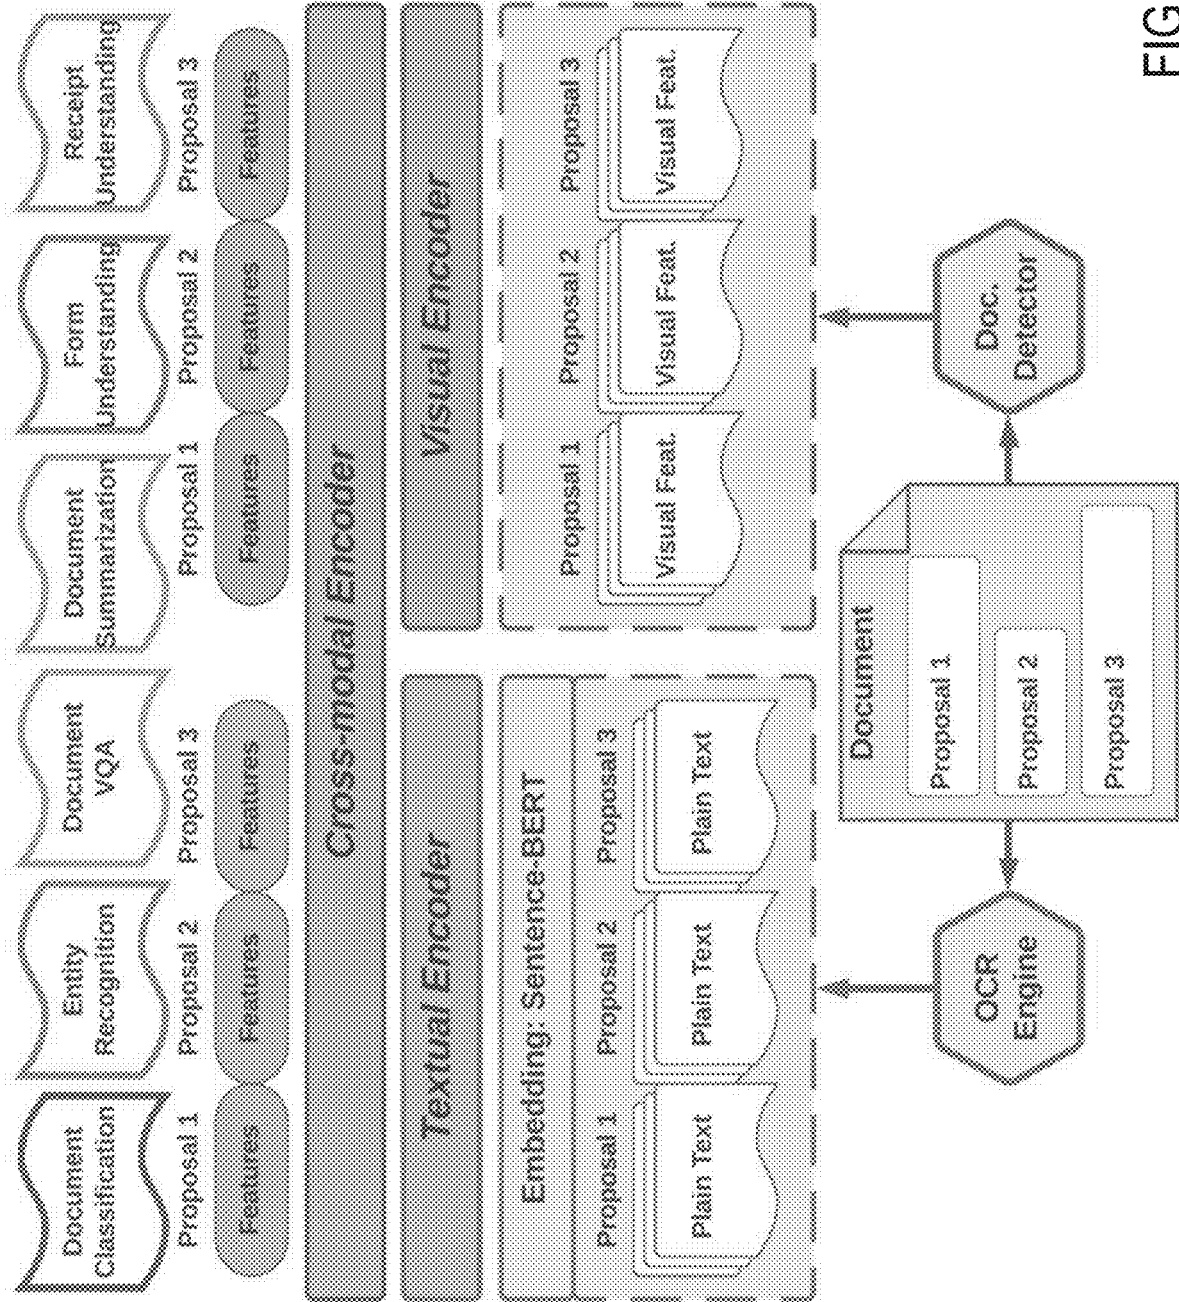 Document
Classification
Entity
Recognition
Document
VQA
Document
Summarization
Form
Understanding
Receipt
Understanding
Proposal 1
Proposal 2
Proposal 3
Proposal 1
Proposal 2
Proposal 3
Features
Features
Features
Features
Features
Features
Cross-modal Encoder
Textual Encoder
Visual Encoder
Embedding: Sentence-BERT
Proposal 1
Proposal 2
Proposal 3
Plain Text
Plain Text
Plain Text
Proposal 1
Proposal 2
Proposal 3
Visual Feat.
Visual Feat.
Visual Feat.
OCR
Engine
Document
Proposal 1
Proposal 2
Proposal 3
Doc.
Detector
FIG